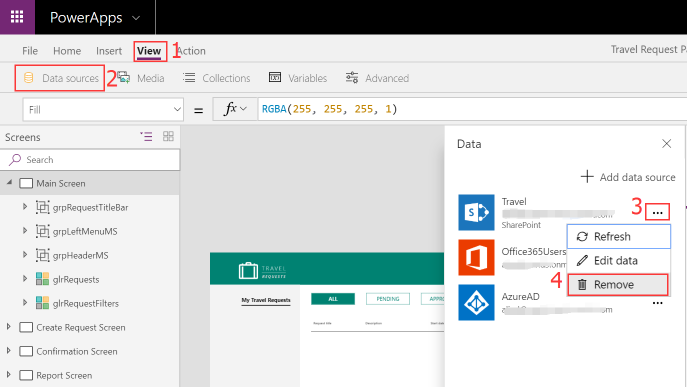 PowerApps
File Home Insert View 1 Action
Travel Request P
Data sources 2 Media Collections Variables Advanced
Fill = fx RGBA(255, 255, 255, 1)
Screens
Search
Main Screen
grpRequestTitleBar
grpLeftMenuMS
grpHeaderMS
glrRequests
glrRequestFilters
Create Request Screen
Confirmation Screen
Report Screen
TRAVEL
REQUESTS
My Travel Requests
ALL PENDING APPR
Request title Description
Data
Add data source
Travel
.com
SharePoint
3 ...
Office365Users
AzureAD
om
...
Refresh
Edit data
4 Remove